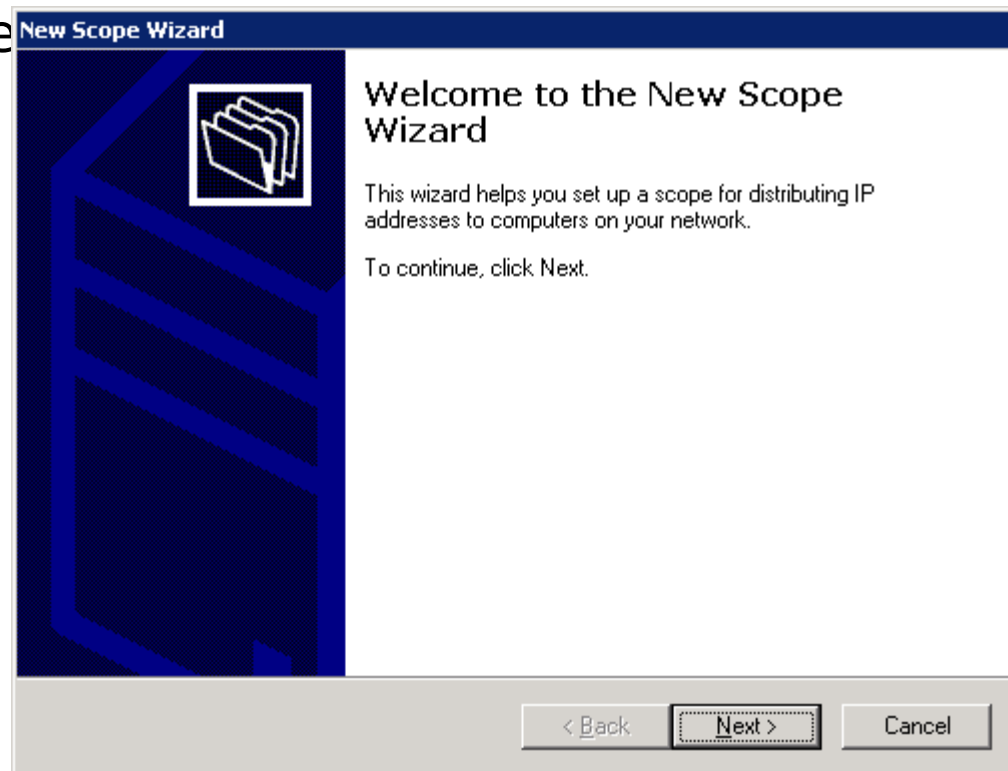 e
New Scope Wizard
Welcome to the New Scope
Wizard
This wizard helps you set up a scope for distributing IP
addresses to computers on your network.
To continue, click Next.
< Back
Next >
Cancel